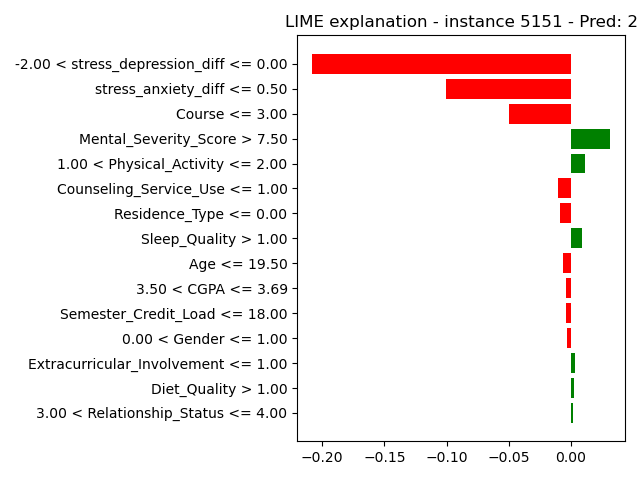 LIME explanation - instance 5151 - Pred: 2
-2.00 < stress_depression_diff <= 0.00
stress_anxiety_diff <= 0.50
Course <= 3.00
Mental_Severity_Score > 7.50
1.00 < Physical_Activity <= 2.00
Counseling_Service_Use <= 1.00
Residence_Type <= 0.00
Sleep_Quality > 1.00
Age <= 19.50
3.50 < CGPA <= 3.69
Semester_Credit_Load <= 18.00
0.00 < Gender <= 1.00
Extracurricular_Involvement <= 1.00
Diet_Quality > 1.00
3.00 < Relationship_Status <= 4.00
−0.20 −0.15 −0.10 −0.05 0.00